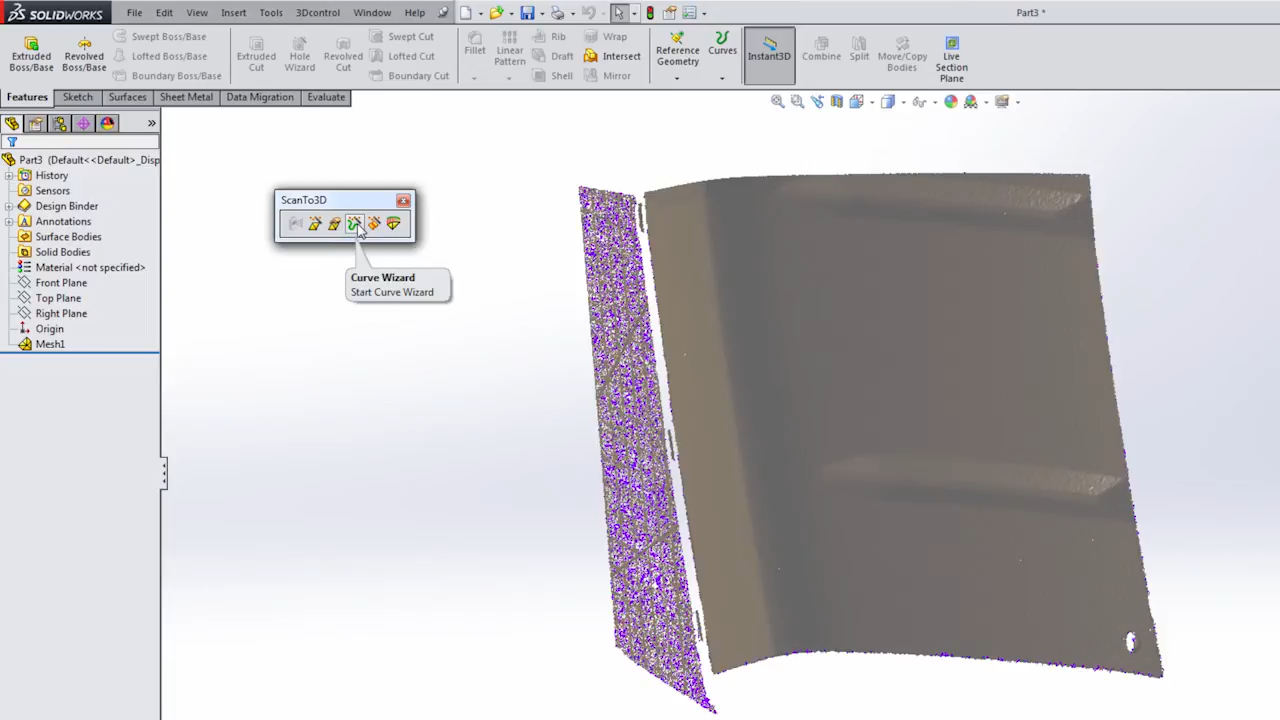 SOLIDWORKS File Edit View Insert Tools 3Dcontrol Window Help Part3 *
Extruded Boss/Base
Revolved Boss/Base
Swept Boss/Base
Lofted Boss/Base
Boundary Boss/Base
Extruded Cut
Hole Wizard
Revolved Cut
Swept Cut
Lofted Cut
Boundary Cut
Fillet
Linear Pattern
Rib
Draft
Shell
Wrap
Intersect
Mirror
Reference Geometry
Curves
Instant3D
Combine
Split
Move/Copy Bodies
Live Section Plane
Features Sketch Surfaces Sheet Metal Data Migration Evaluate
Part3 (Default<<Default>_Disp
History
Sensors
Design Binder
Annotations
Surface Bodies
Solid Bodies
Material <not specified>
Front Plane
Top Plane
Right Plane
Origin
Mesh1
ScanTo3D
Curve Wizard
Start Curve Wizard